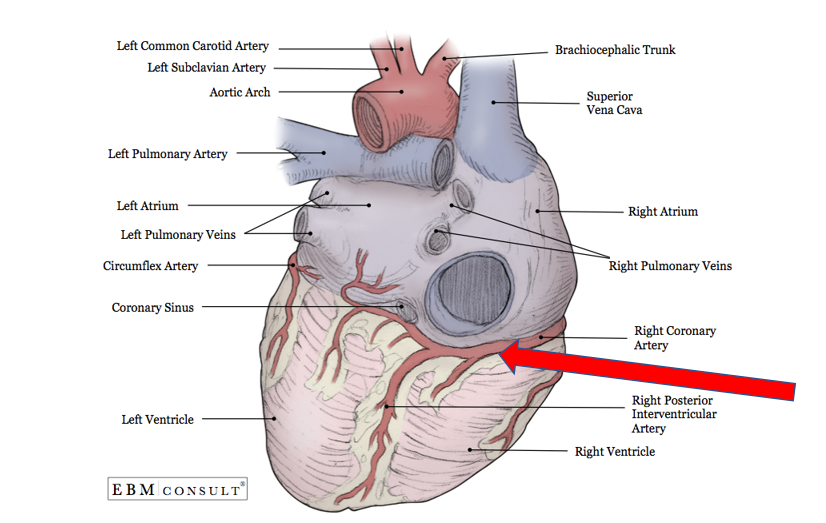 Left Common Carotid Artery
Left Subclavian Artery
Aortic Arch
Left Pulmonary Artery
Left Atrium
Left Pulmonary Veins
Circumflex Artery
Coronary Sinus
Left Ventricle
Brachiocephalic Trunk
Superior
Vena Cava
Right Atrium
Right Pulmonary Veins
Right Coronary
Artery
Right Posterior
Interventricular
Artery
Right Ventricle
EBM CONSULT®